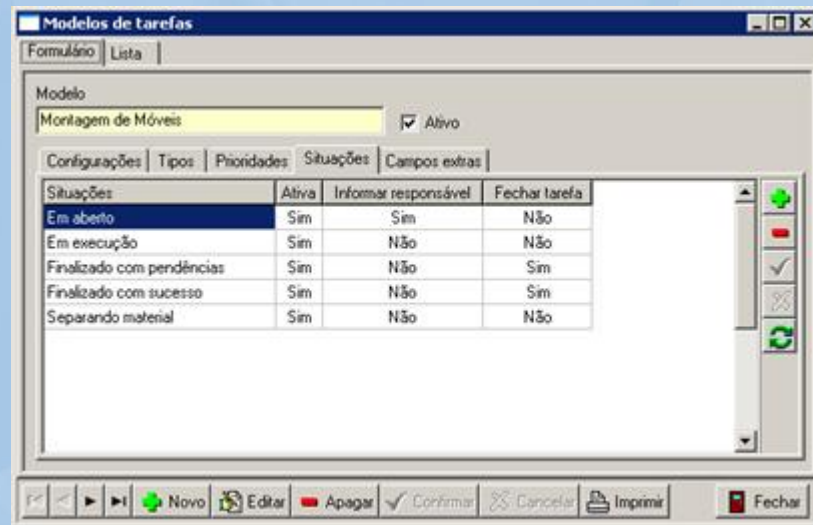 Modelos de tarefas
Formulário Lista
Modelo
Montagem de Móveis Ativo
Configurações Tipos Prioridades Situações Campos extras
Situações Ativa Informar responsável Fechar tarefa
Em aberto Sim Sim Não
Em execução Sim Não Não
Finalizado com pendências Sim Não Sim
Finalizado com sucesso Sim Não Sim
Separando material Sim Não Não
Novo Editar Apagar Confirmar Cancelar Imprimir Fechar